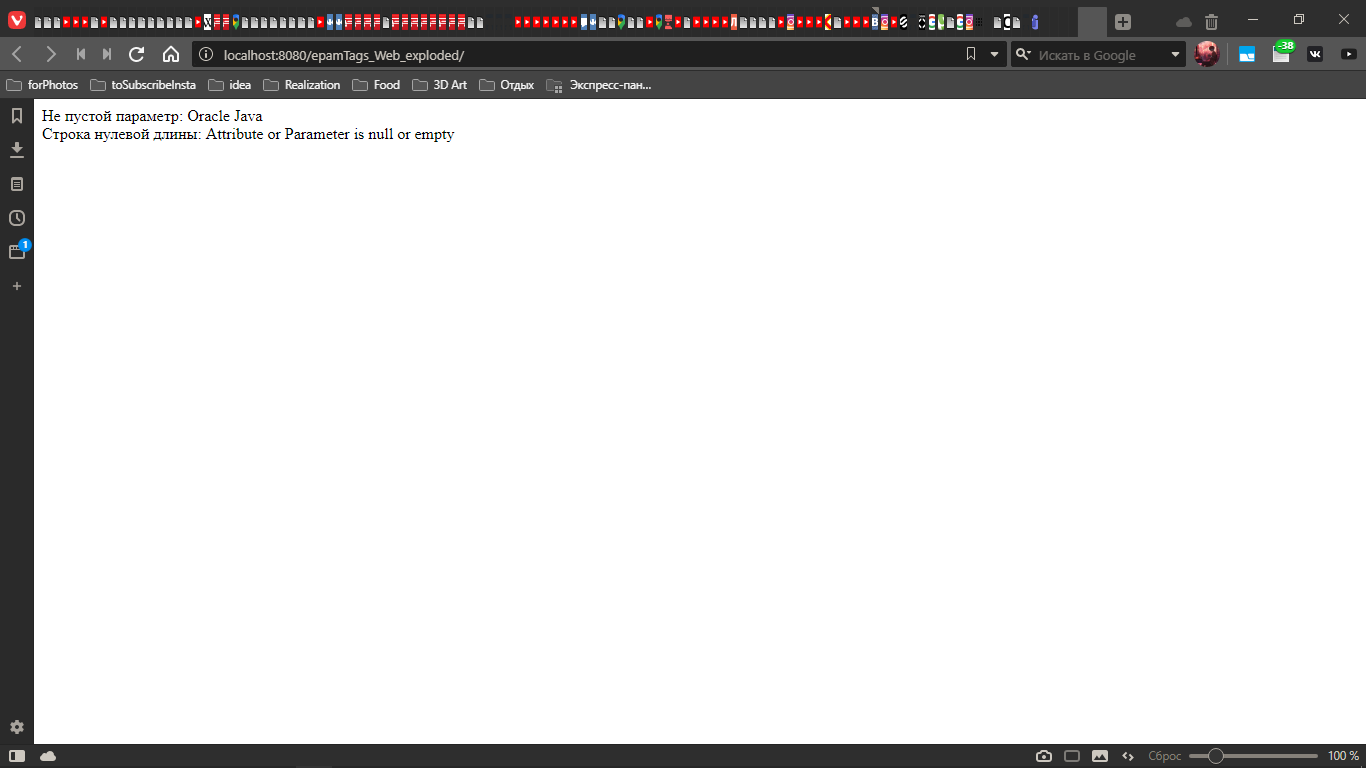 localhost:8080/epamTags_Web_exploded/
Искать в Google
-38
forPhotos
toSubscribeInsta
idea
Realization
Food
3D Art
Отдых
Экспресс-пан...
Не пустой параметр: Oracle Java
Строка нулевой длины: Attribute or Parameter is null or empty
1
Сброс
100 %